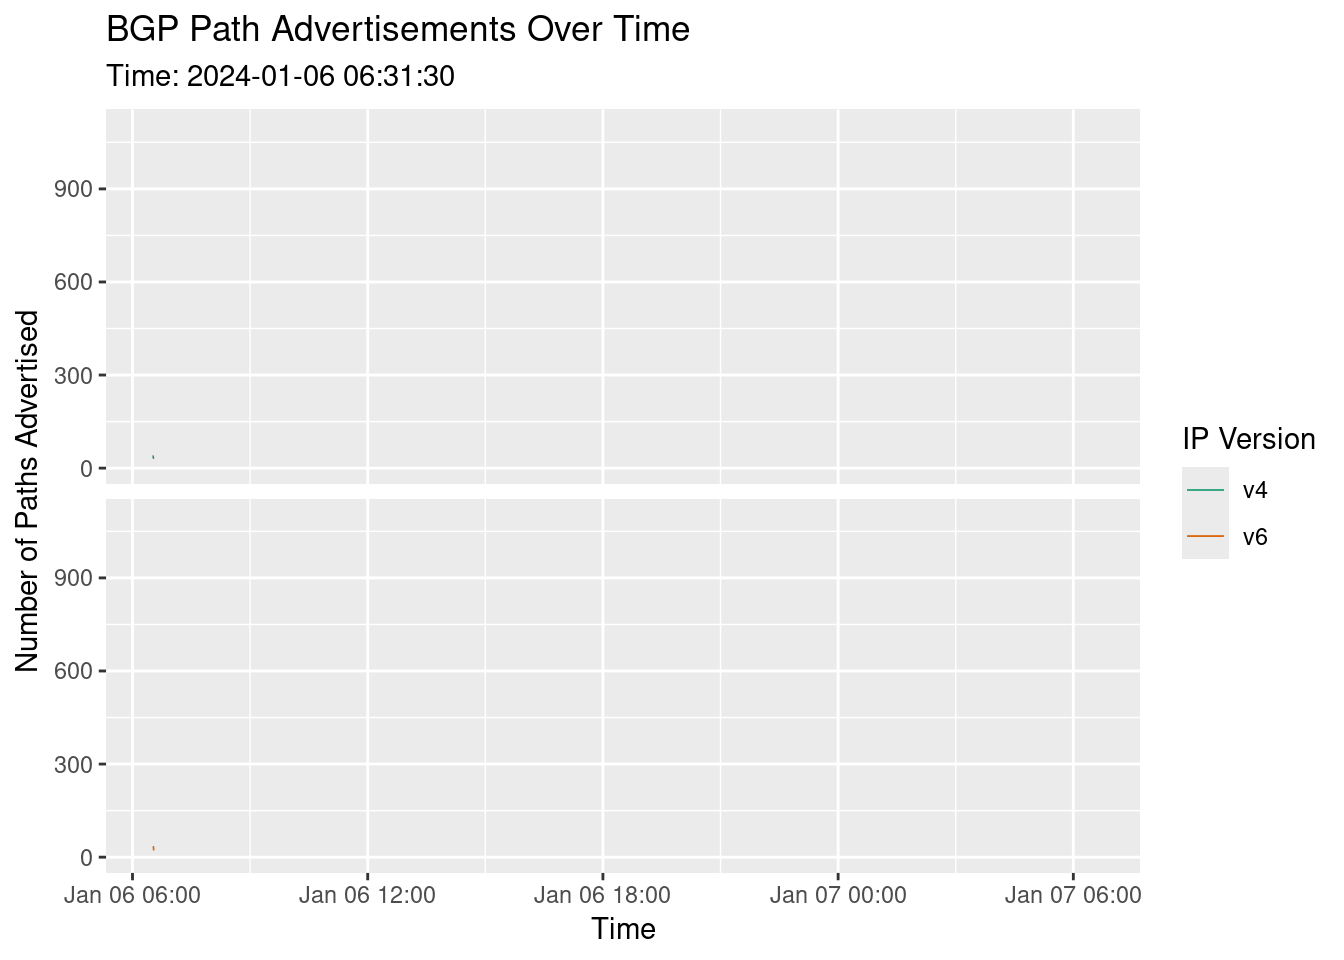 BGP Path Advertisements Over Time
Time: 2024-01-06 06:31:30
Number of Paths Advertised
900
600
300
0
900
600
300
0
Jan 06 06:00 Jan 06 12:00 Jan 06 18:00 Jan 07 00:00 Jan 07 06:00
Time
IP Version
v4
v6